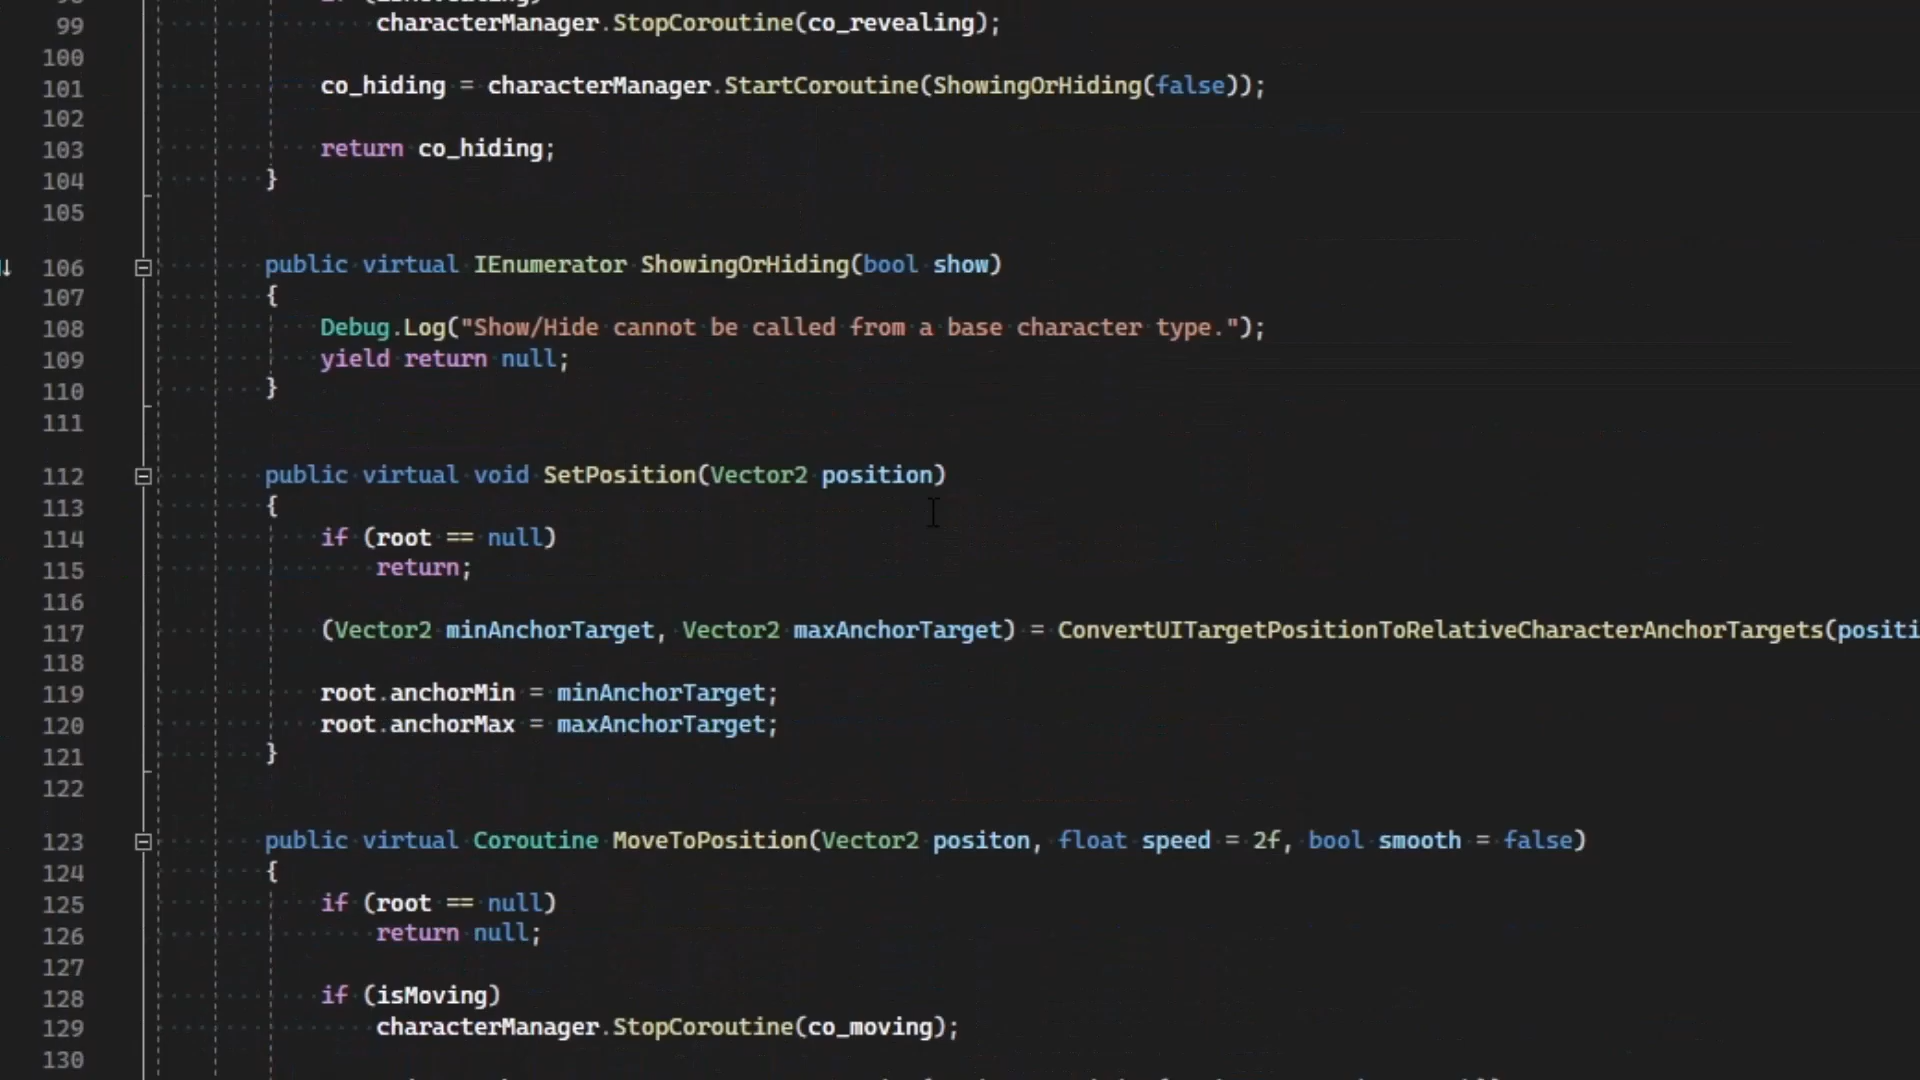 99 characterManager.StopCoroutine(co_revealing);
100
101 co_hiding = characterManager.StartCoroutine(ShowingOrHiding(false));
102
103 return co_hiding;
104 }
105
106 public virtual IEnumerator ShowingOrHiding(bool show)
107 {
108 Debug.Log("Show/Hide cannot be called from a base character type.");
109 yield return null;
110 }
111
112 public virtual void SetPosition(Vector2 position)
113 {
114 if (root == null)
115 return;
116
117 (Vector2 minAnchorTarget, Vector2 maxAnchorTarget) = ConvertUITargetPositionToRelativeCharacterAnchorTargets(positi
118
119 root.anchorMin = minAnchorTarget;
120 root.anchorMax = maxAnchorTarget;
121 }
122
123 public virtual Coroutine MoveToPosition(Vector2 positon, float speed = 2f, bool smooth = false)
124 {
125 if (root == null)
126 return null;
127
128 if (isMoving)
129 characterManager.StopCoroutine(co_moving);
130